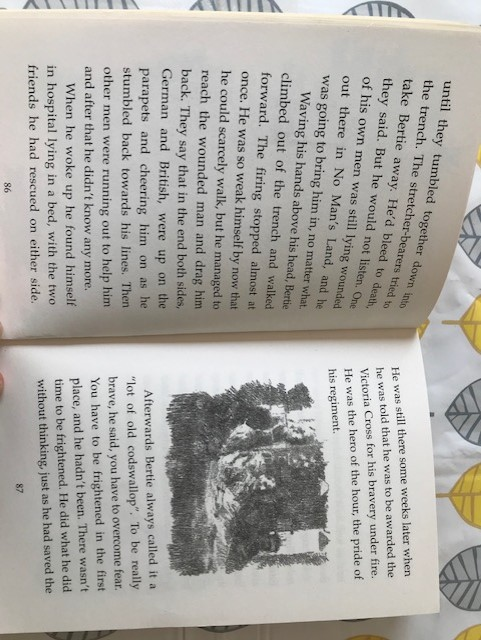 until they tumbled together down into
the trench. The stretcher-bearers tried to
take Bertie away. He'd bleed to death,
they said. But he would not listen. One
of his own men was still lying wounded
out there in No Man's Land, and he
was going to bring him in, no matter what.
Waving his hands above his head, Bertie
climbed out of the trench and walked
forward. The firing stopped almost at
once. He was so weak himself by now that
he could scarcely walk, but he managed to
reach the wounded man and drag him
back. They say that in the end both sides,
German and British, were up on the
parapets and cheering him on as he
stumbled back towards his lines. Then
other men were running out to help him
and after that he didn't know any more.
When he woke up he found himself
in hospital lying in a bed, with the two
friends he had rescued on either side.
86
He was still there some weeks later when
he was told that he was to be awarded the
Victoria Cross for his bravery under fire.
He was the hero of the hour, the pride of
his regiment.
Afterwards Bertie always called it a
"lot of old codswallop". To be really
brave, he said, you have to overcome fear.
You have to be frightened in the first
place, and he hadn't been. There wasn't
time to be frightened. He did what he did
without thinking, just as he had saved the
87